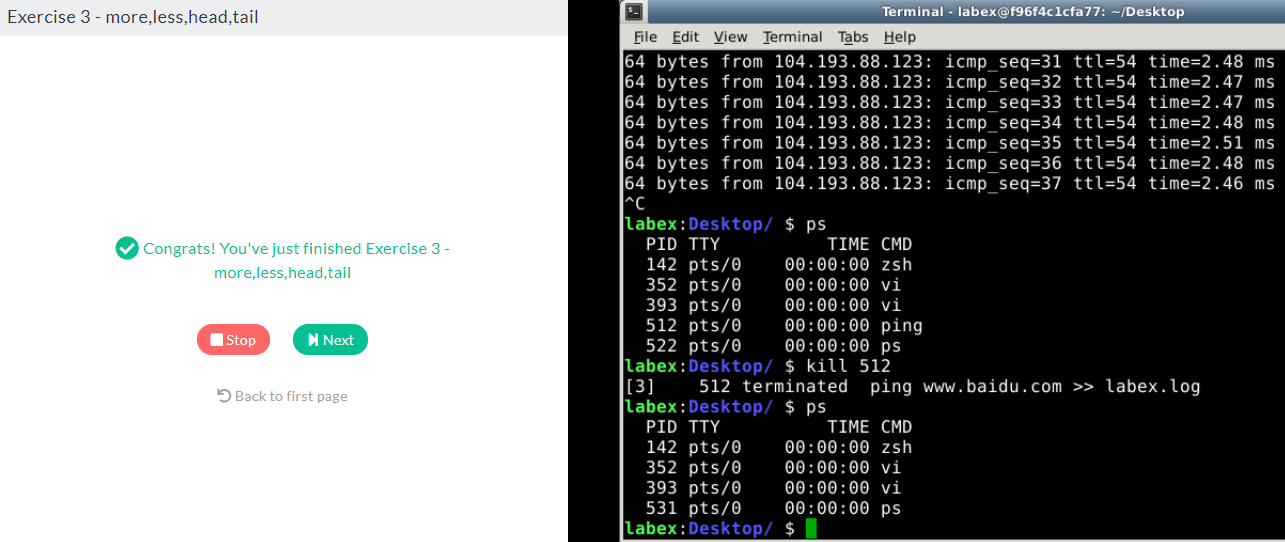 Exercise 3 - more,less,head,tail
Congrats! You've just finished Exercise 3 -
more,less,head,tail
Stop
Next
Back to first page
Terminal - labex@f96f4c1cfa77: ~/Desktop
File Edit View Terminal Tabs Help
64 bytes from 104.193.88.123: icmp_seq=31 ttl=54 time=2.48 ms
64 bytes from 104.193.88.123: icmp_seq=32 ttl=54 time=2.47 ms
64 bytes from 104.193.88.123: icmp_seq=33 ttl=54 time=2.47 ms
64 bytes from 104.193.88.123: icmp_seq=34 ttl=54 time=2.48 ms
64 bytes from 104.193.88.123: icmp_seq=35 ttl=54 time=2.51 ms
64 bytes from 104.193.88.123: icmp_seq=36 ttl=54 time=2.48 ms
64 bytes from 104.193.88.123: icmp_seq=37 ttl=54 time=2.46 ms
^C
labex:Desktop/ $ ps
  PID TTY          TIME CMD
  142 pts/0    00:00:00 zsh
  352 pts/0    00:00:00 vi
  393 pts/0    00:00:00 vi
  512 pts/0    00:00:00 ping
  522 pts/0    00:00:00 ps
labex:Desktop/ $ kill 512
[3]    512 terminated  ping www.baidu.com >> labex.log
labex:Desktop/ $ ps
  PID TTY          TIME CMD
  142 pts/0    00:00:00 zsh
  352 pts/0    00:00:00 vi
  393 pts/0    00:00:00 vi
  531 pts/0    00:00:00 ps
labex:Desktop/ $